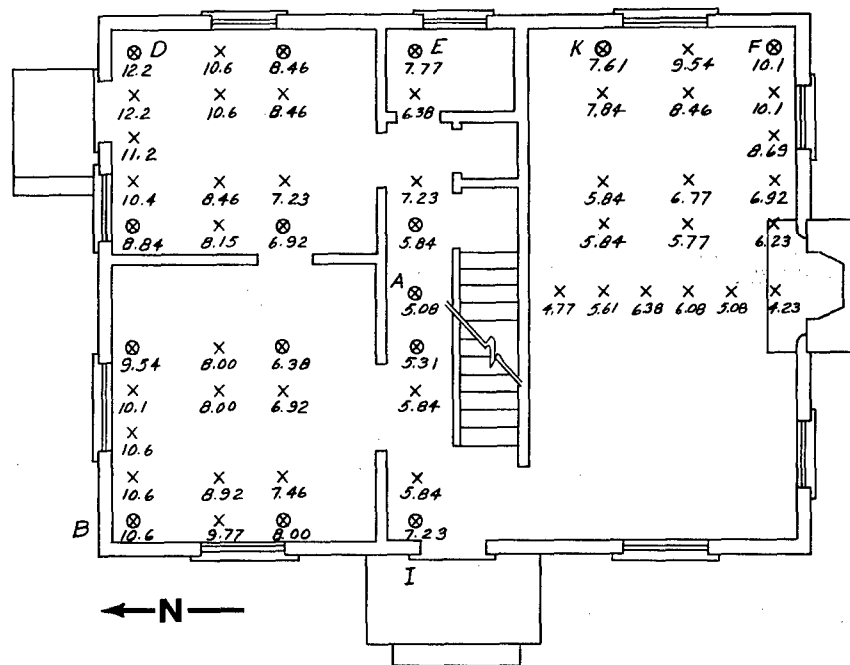 D E K F
12.2 10.6 8.46 7.77 7.61 9.54 10.1
12.2 10.6 8.46 6.38 7.84 8.46 10.1
11.2 8.69
10.4 8.46 7.23 7.23 5.84 6.77 6.92
8.84 8.15 6.92 5.84 5.84 5.77 6.23
A
5.08 4.77 5.61 6.38 6.08 5.08 4.23
9.54 8.00 6.38 5.31
10.1 8.00 6.92 5.84
10.6
10.6 8.92 7.46 5.84
B 10.6 9.77 8.00 7.23
I
N